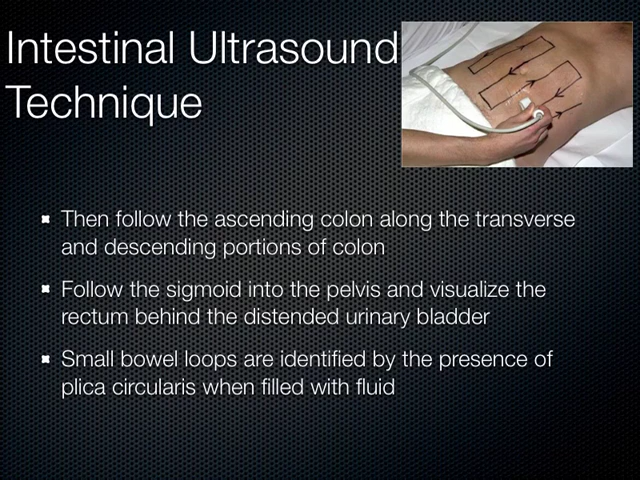 Intestinal Ultrasound
Technique
Then follow the ascending colon along the transverse
and descending portions of colon
Follow the sigmoid into the pelvis and visualize the
rectum behind the distended urinary bladder
Small bowel loops are identified by the presence of
plica circularis when filled with fluid